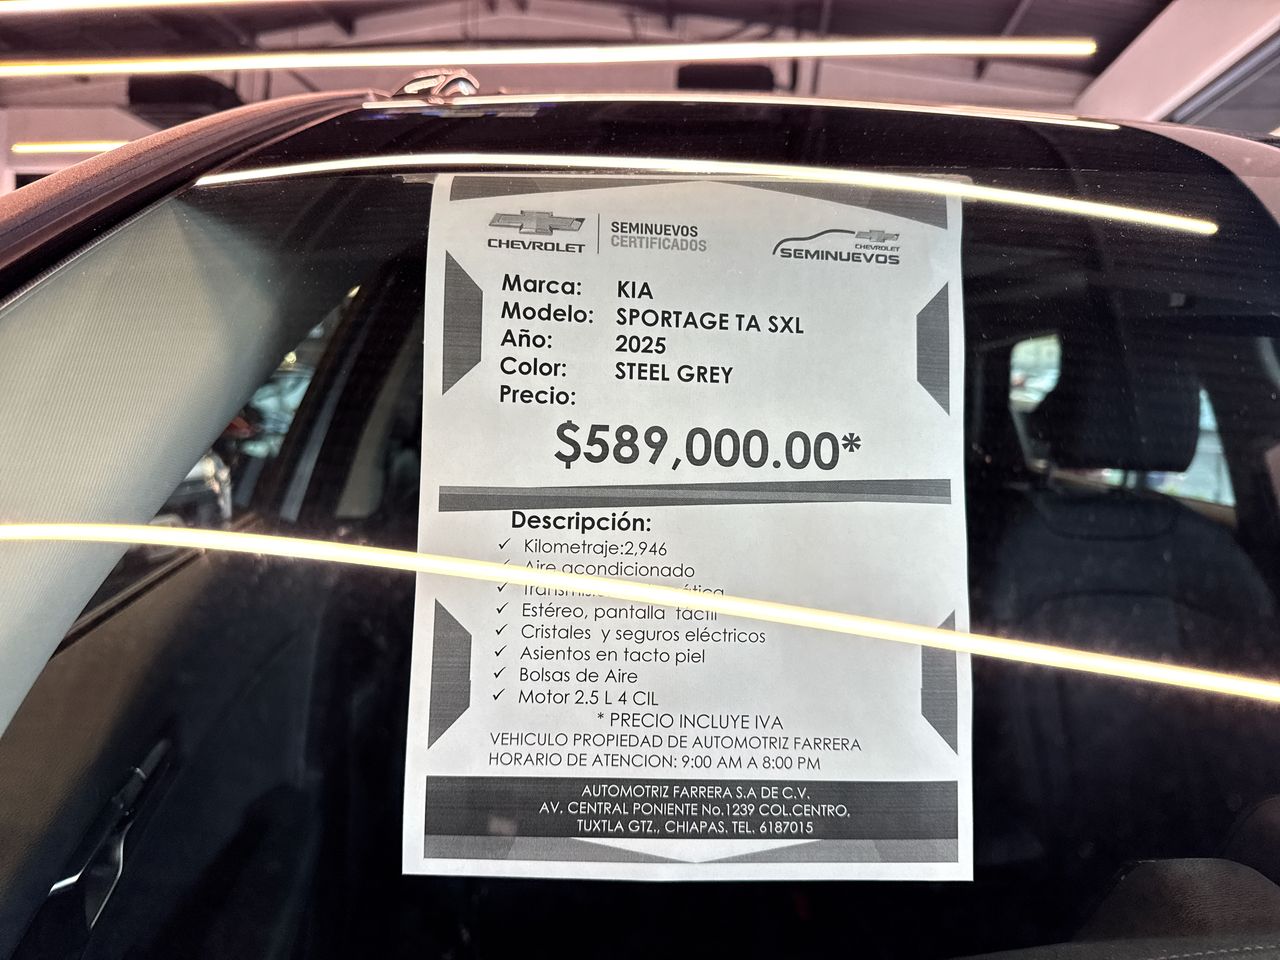 CHEVROLET
SEMINUEVOS
CERTIFICADOS
CHEVROLET
SEMINUEVOS
Marca: KIA
Modelo: SPORTAGE TA SXL
Año: 2025
Color: STEEL GREY
Precio:
$589,000.00*
Descripción:
✓ Kilometraje:2,946
✓ Aire acondicionado
✓
✓ Estéreo, pantalla táctil
✓ Cristales y seguros eléctricos
✓ Asientos en tacto piel
✓ Bolsas de Aire
✓ Motor 2.5 L 4 CIL
* PRECIO INCLUYE IVA
VEHICULO PROPIEDAD DE AUTOMOTRIZ FARRERA
HORARIO DE ATENCION: 9:00 AM A 8:00 PM
AUTOMOTRIZ FARRERA S.A DE C.V.
AV. CENTRAL PONIENTE No.1239 COL.CENTRO,
TUXTLA GTZ., CHIAPAS. TEL. 6187015